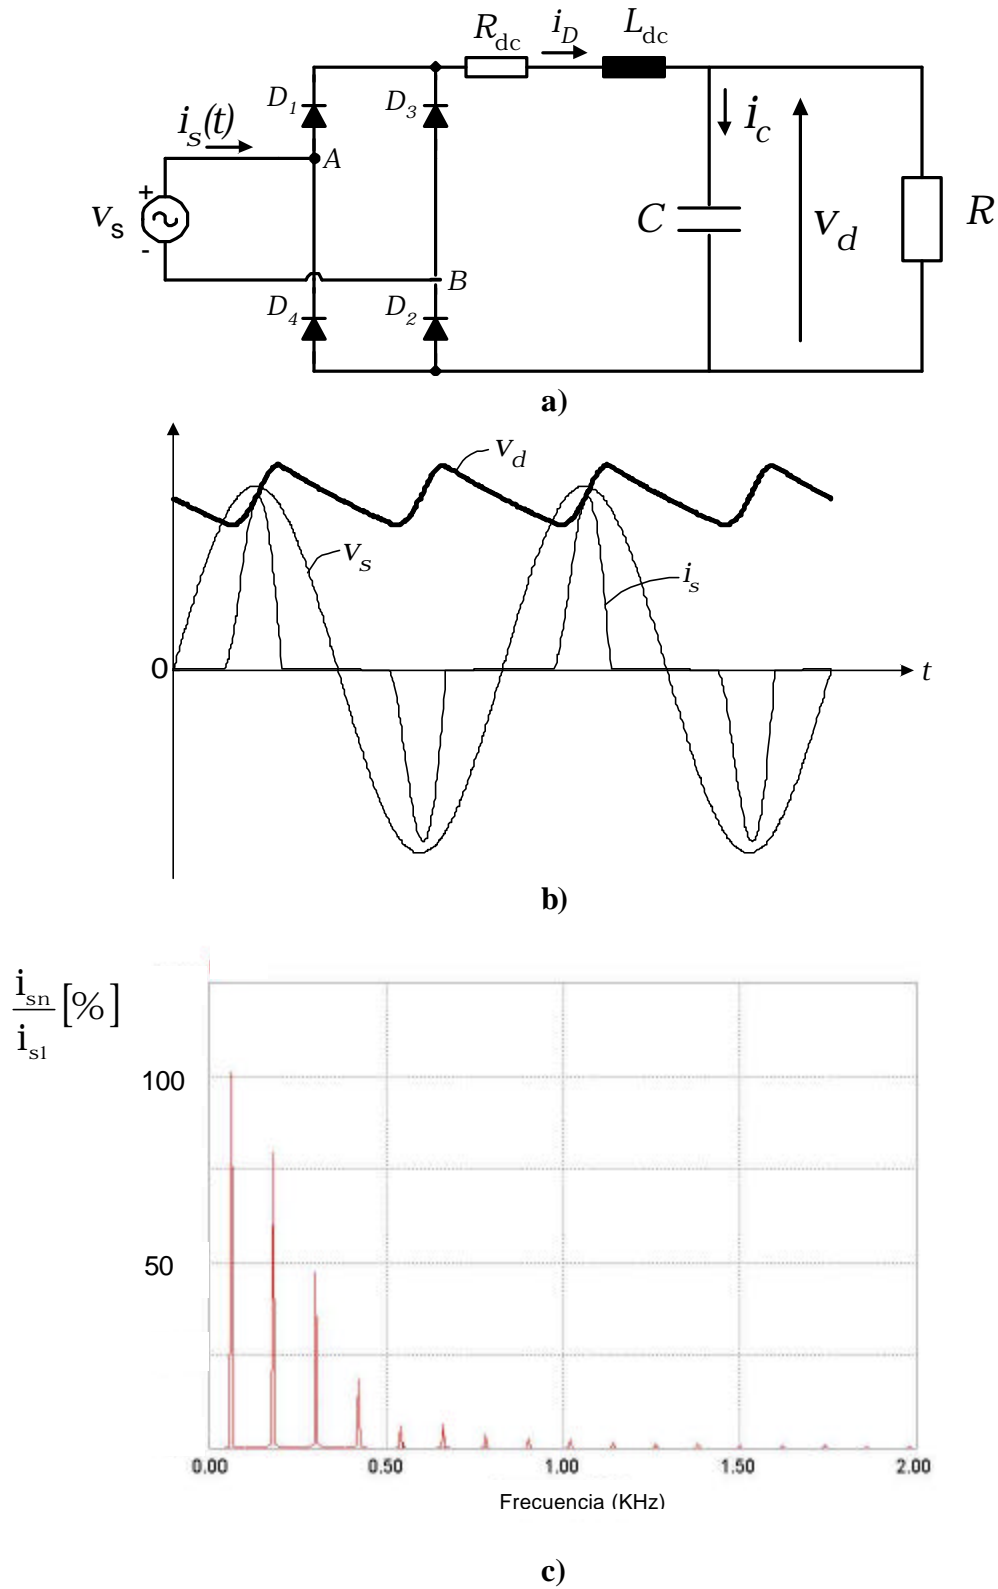 R_dc i_D L_dc
D_1 D_3
i_s(t)
A
i_c
+
v_s
-
C v_d R
B
D_4 D_2
a)
v_d
v_s
i_s
0 t
b)
i_sn
i_s1 [%]
100
50
0.00 0.50 1.00 1.50 2.00
Frecuencia (KHz)
c)